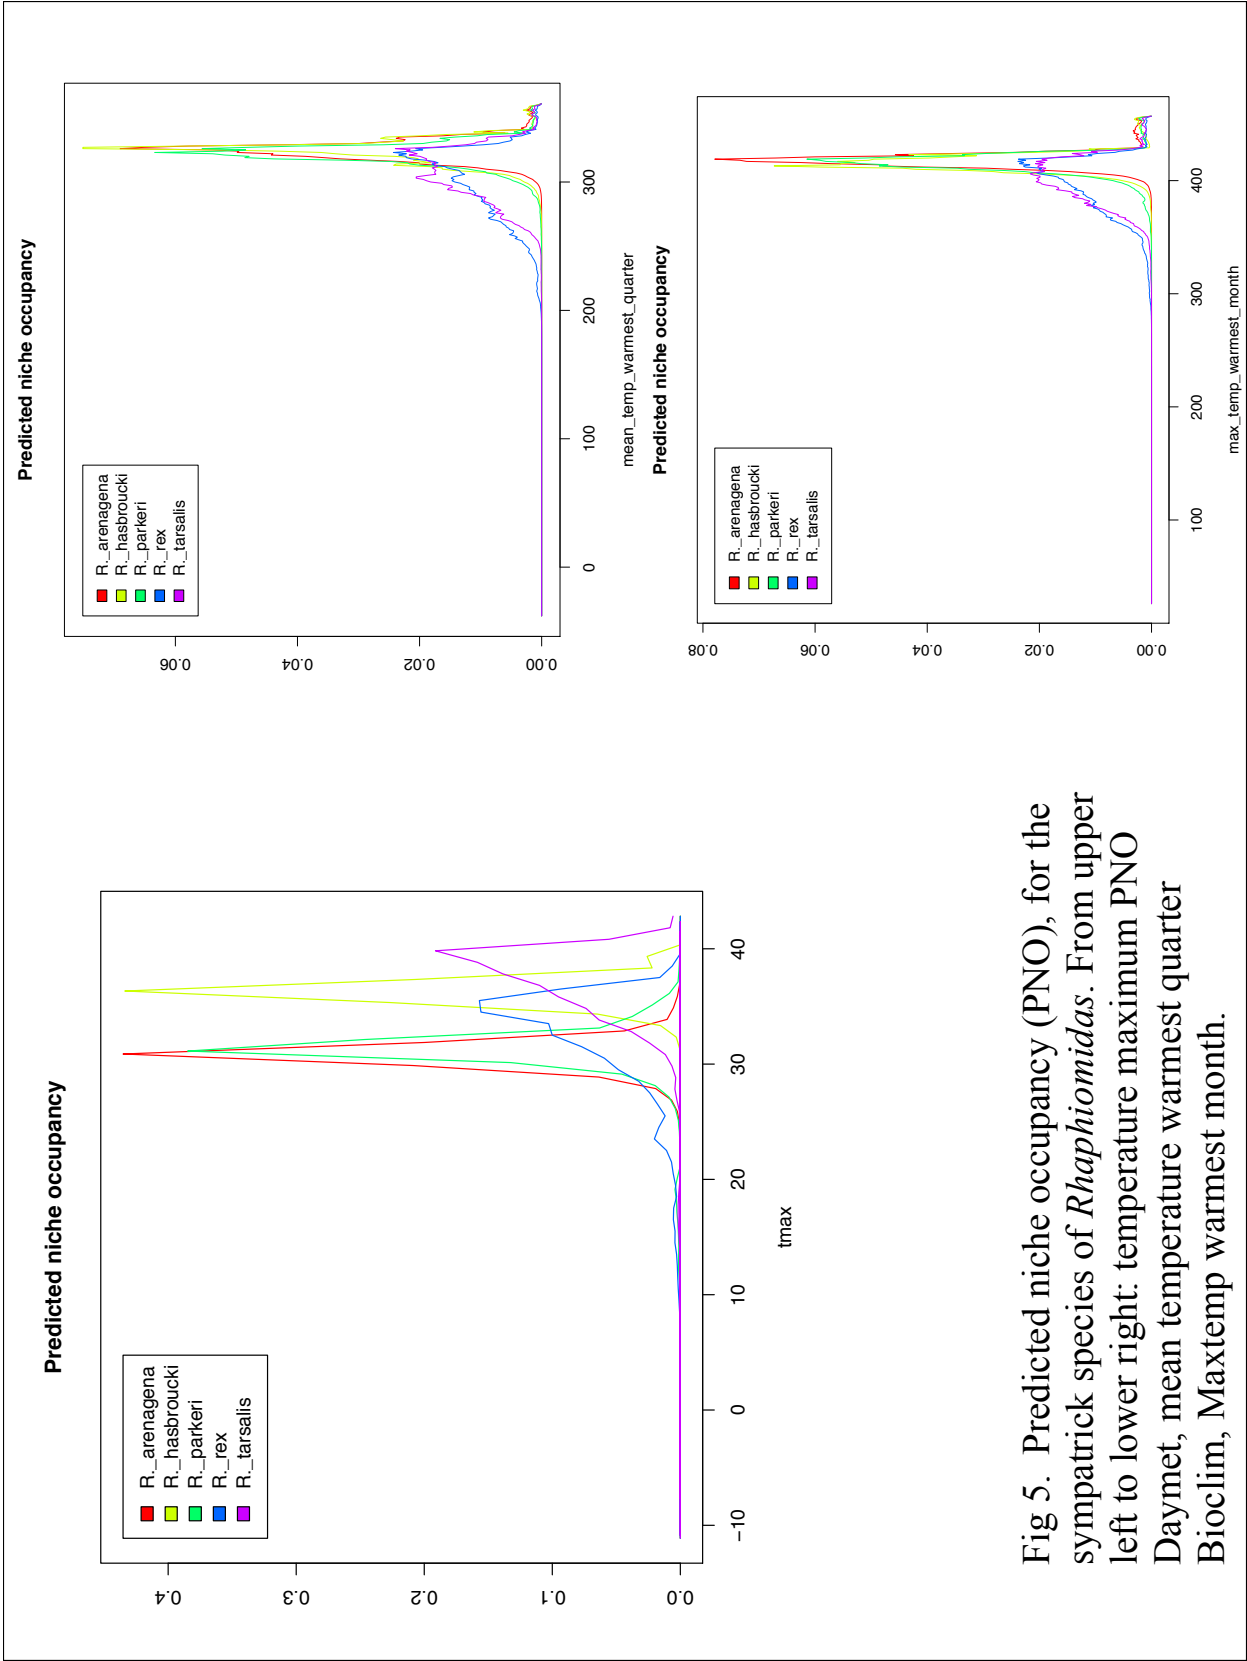 Predicted niche occupancy
R._arenagena
R._hasbroucki
R._parkeri
R._rex
R._tarsalis
0.0
0.1
0.2
0.3
0.4
−10
0
10
20
30
40
tmax
Predicted niche occupancy
R._arenagena
R._hasbroucki
R._parkeri
R._rex
R._tarsalis
0.00
0.02
0.04
0.06
0
100
200
300
mean_temp_warmest_quarter
Predicted niche occupancy
R._arenagena
R._hasbroucki
R._parkeri
R._rex
R._tarsalis
0.00
0.02
0.04
0.06
0.08
100
200
300
400
max_temp_warmest_month
Fig 5. Predicted niche occupancy (PNO), for the
sympatrick species of Rhaphiomidas. From upper
left to lower right: temperature maximum PNO
Daymet, mean temperature warmest quarter
Bioclim, Maxtemp warmest month.